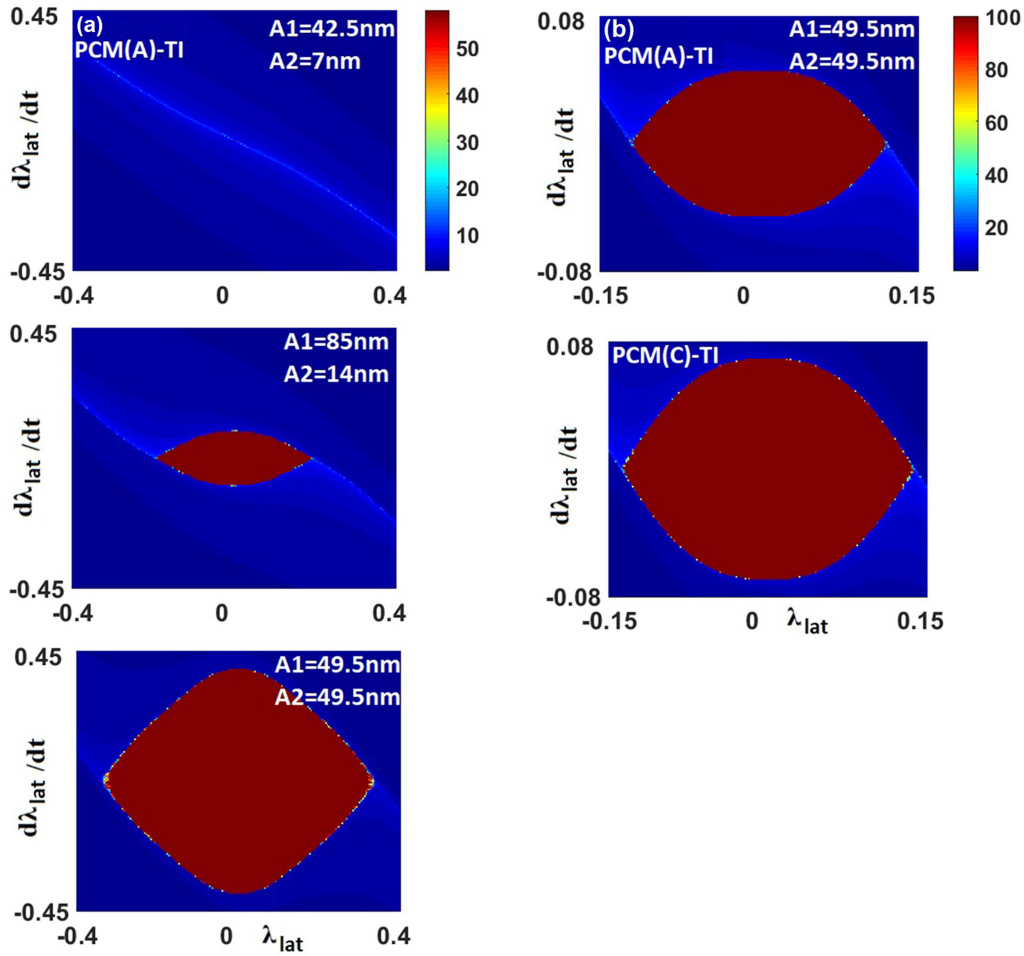 (a)
PCM(A)-TI
A1=42.5nm
A2=7nm
0.45
dλlat /dt
-0.45
-0.4 0 0.4
50
40
30
20
10
0.45
A1=85nm
A2=14nm
dλlat /dt
-0.45
-0.4 0 0.4
0.45
A1=49.5nm
A2=49.5nm
dλlat /dt
-0.45
-0.4 0 λlat 0.4
(b)
PCM(A)-TI
A1=49.5nm
A2=49.5nm
0.08
dλlat /dt
-0.08
-0.15 0 0.15
100
80
60
40
20
0.08
PCM(C)-TI
dλlat /dt
-0.08
-0.15 0 λlat 0.15